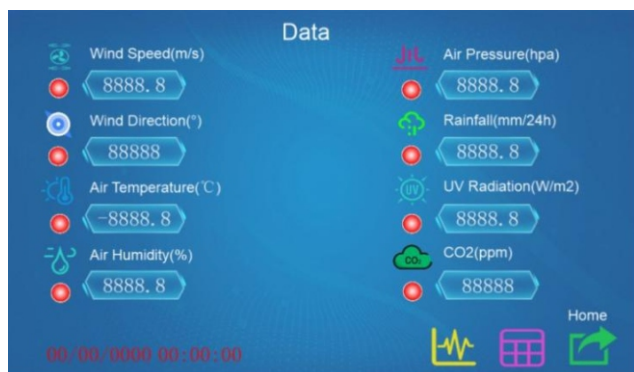 Data
Wind Speed(m/s)
8888.8
Wind Direction(°)
88888
Air Temperature(℃)
-8888.8
Air Humidity(%)
8888.8
Air Pressure(hpa)
8888.8
Rainfall(mm/24h)
8888.8
UV
UV Radiation(W/m2)
8888.8
CO₂
CO2(ppm)
88888
Home
00/00/0000 00:00:00